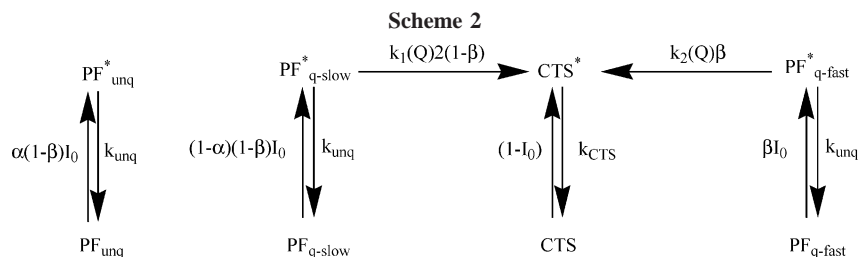 Scheme 2
k₁(Q)2(1-β) k₂(Q)β
PF*unq PF*q-slow CTS* PF*q-fast
α(1-β)I₀ kunq (1-α)(1-β)I₀ kunq (1-I₀) kCTS βI₀ kunq
PFunq PFq-slow CTS PFq-fast